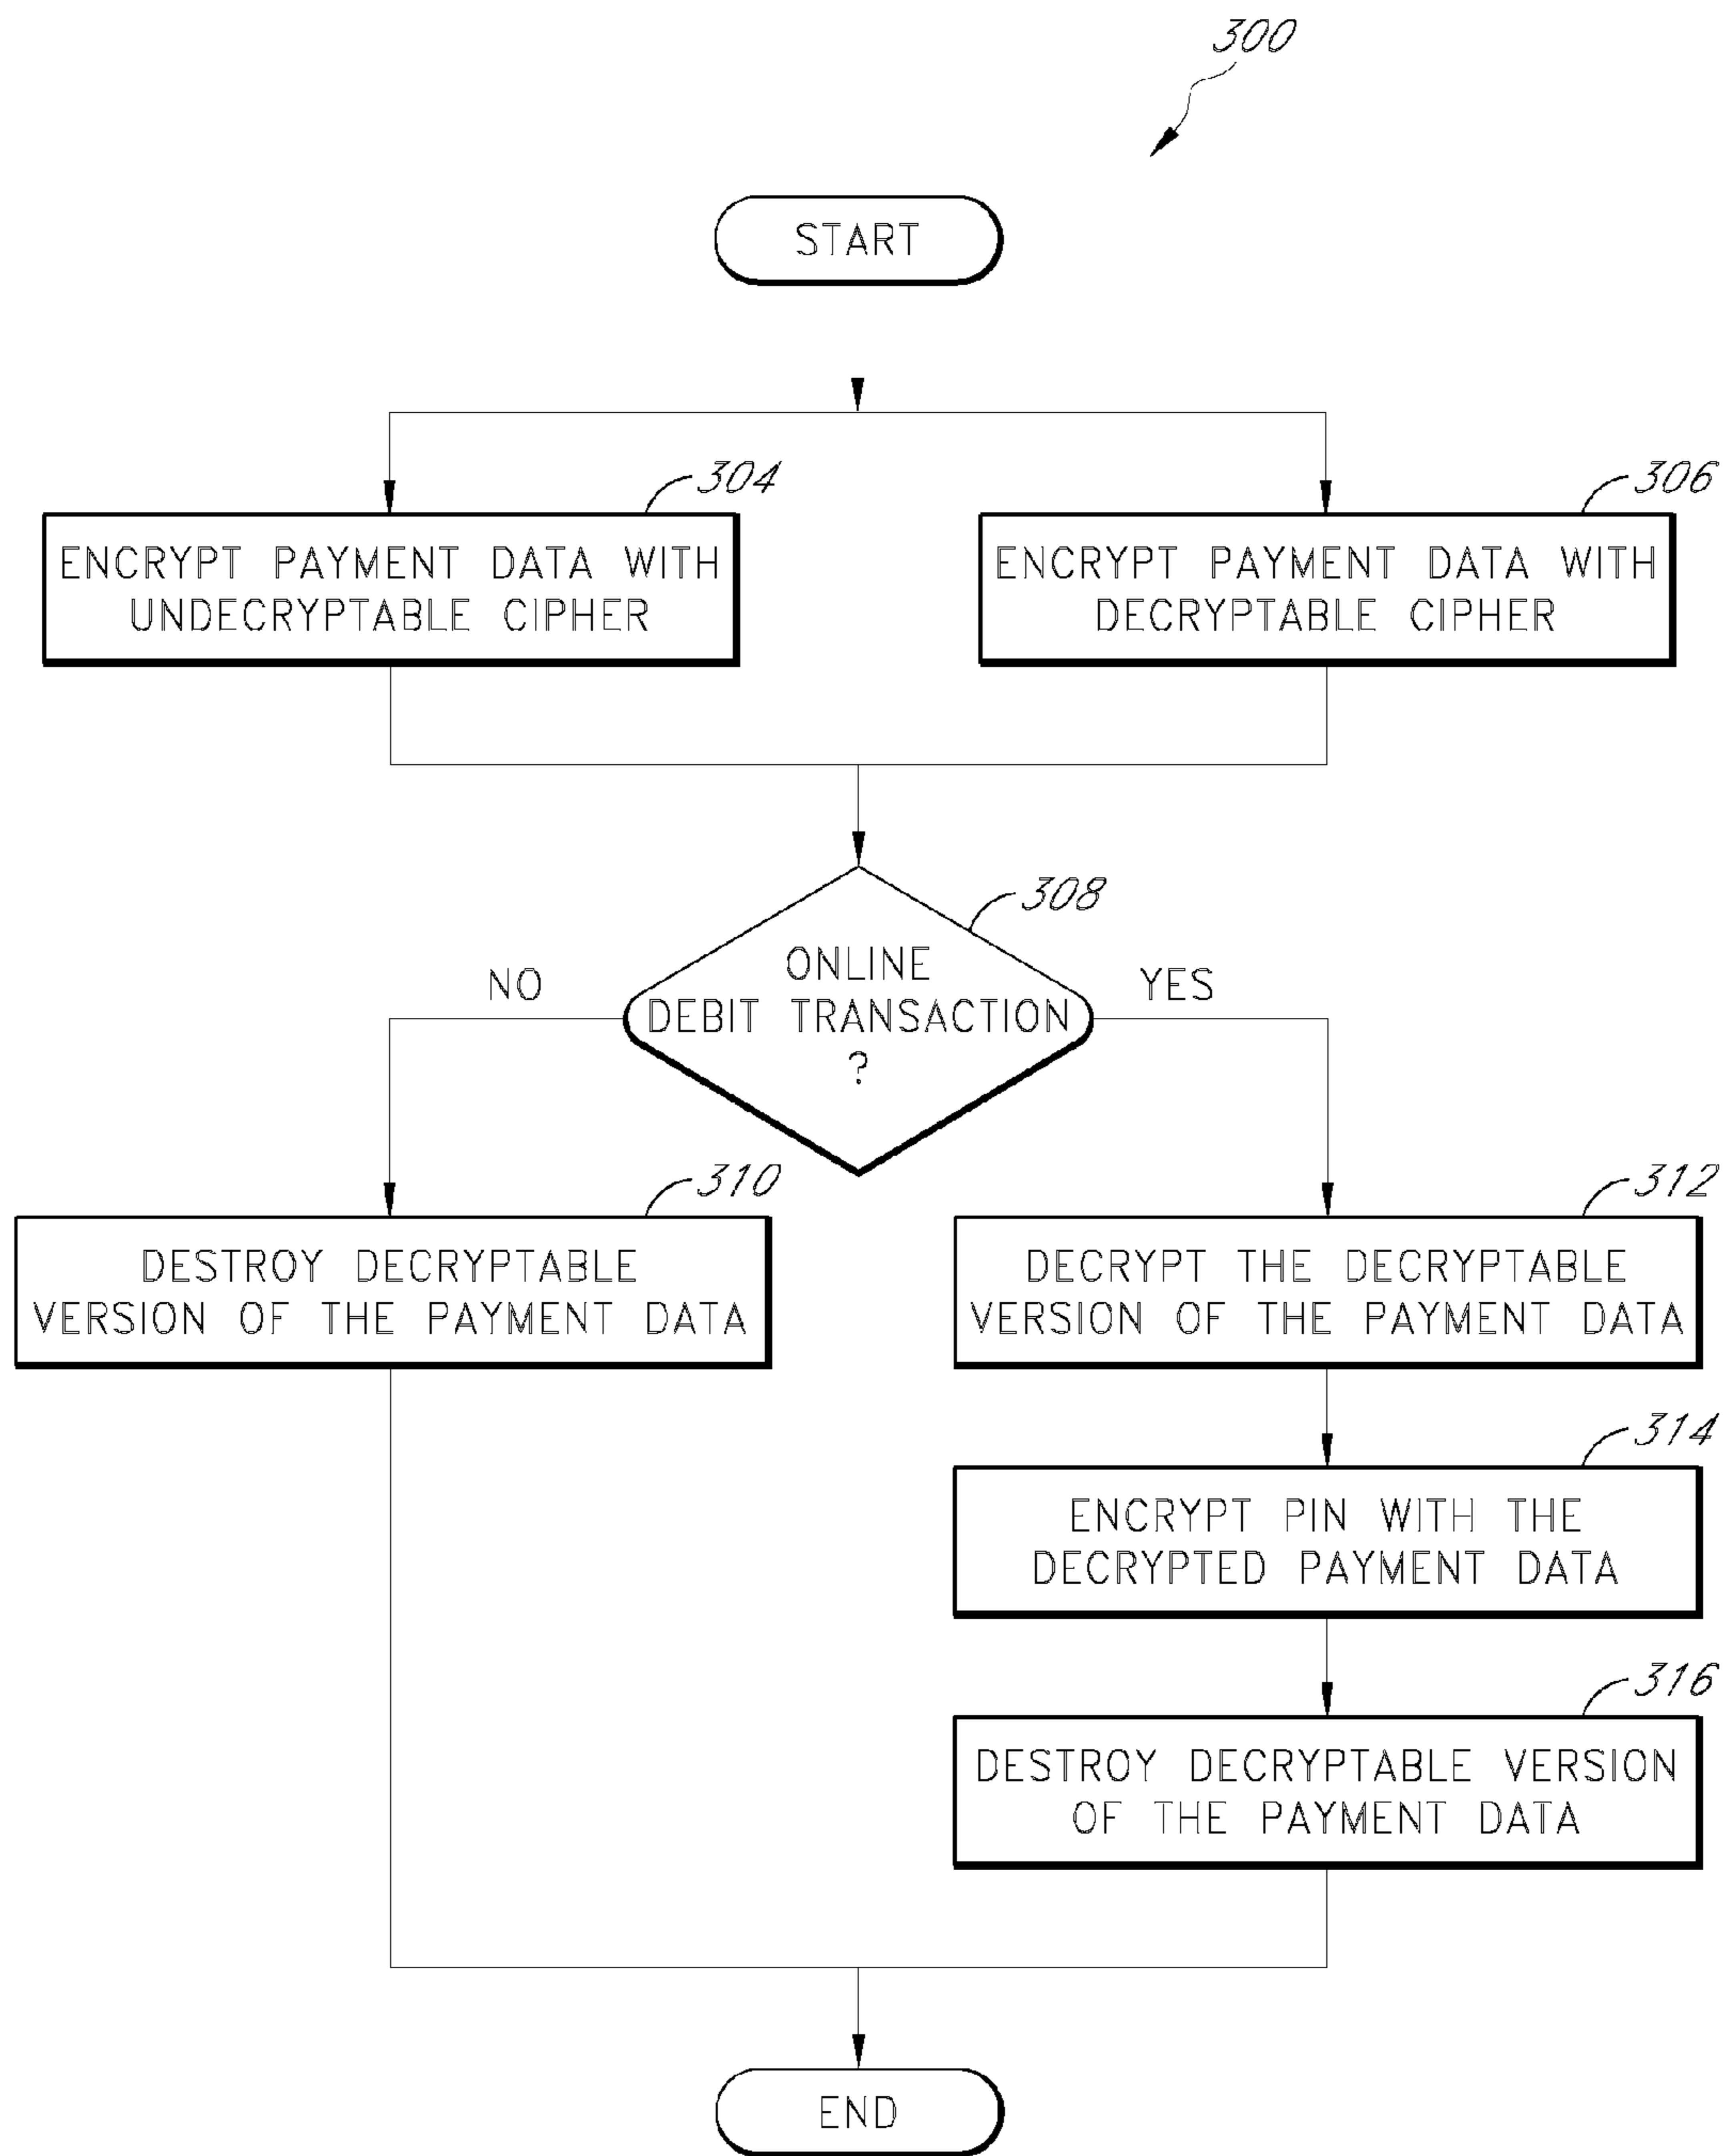 300
START
304
306
ENCRYPT PAYMENT DATA WITH
UNDECRYPTABLE CIPHER
ENCRYPT PAYMENT DATA WITH
DECRYPTABLE CIPHER
308
ONLINE
DEBIT TRANSACTION
?
NO
YES
310
DESTROY DECRYPTABLE
VERSION OF THE PAYMENT DATA
312
DECRYPT THE DECRYPTABLE
VERSION OF THE PAYMENT DATA
314
ENCRYPT PIN WITH THE
DECRYPTED PAYMENT DATA
316
DESTROY DECRYPTABLE VERSION
OF THE PAYMENT DATA
END